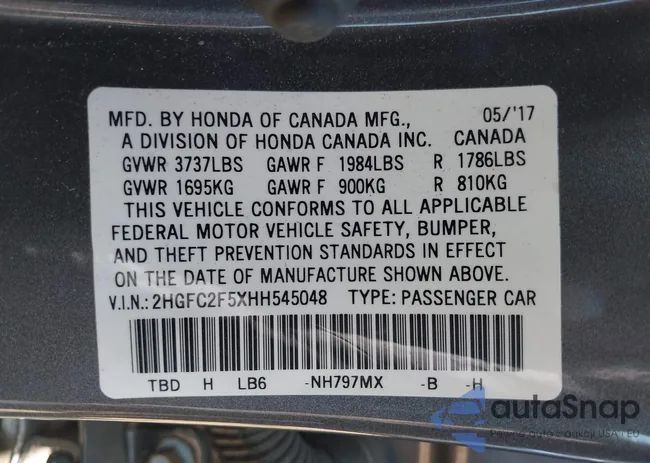 MFD. BY HONDA OF CANADA MFG., 05/'17
A DIVISION OF HONDA CANADA INC. CANADA
GVWR 3737LBS GAWR F 1984LBS R 1786LBS
GVWR 1695KG GAWR F 900KG R 810KG
THIS VEHICLE CONFORMS TO ALL APPLICABLE
FEDERAL MOTOR VEHICLE SAFETY, BUMPER,
AND THEFT PREVENTION STANDARDS IN EFFECT
ON THE DATE OF MANUFACTURE SHOWN ABOVE.
V.I.N.: 2HGFC2F5XHH545048 TYPE: PASSENGER CAR
TBD H LB6 -NH797MX -B -H
autoSnap